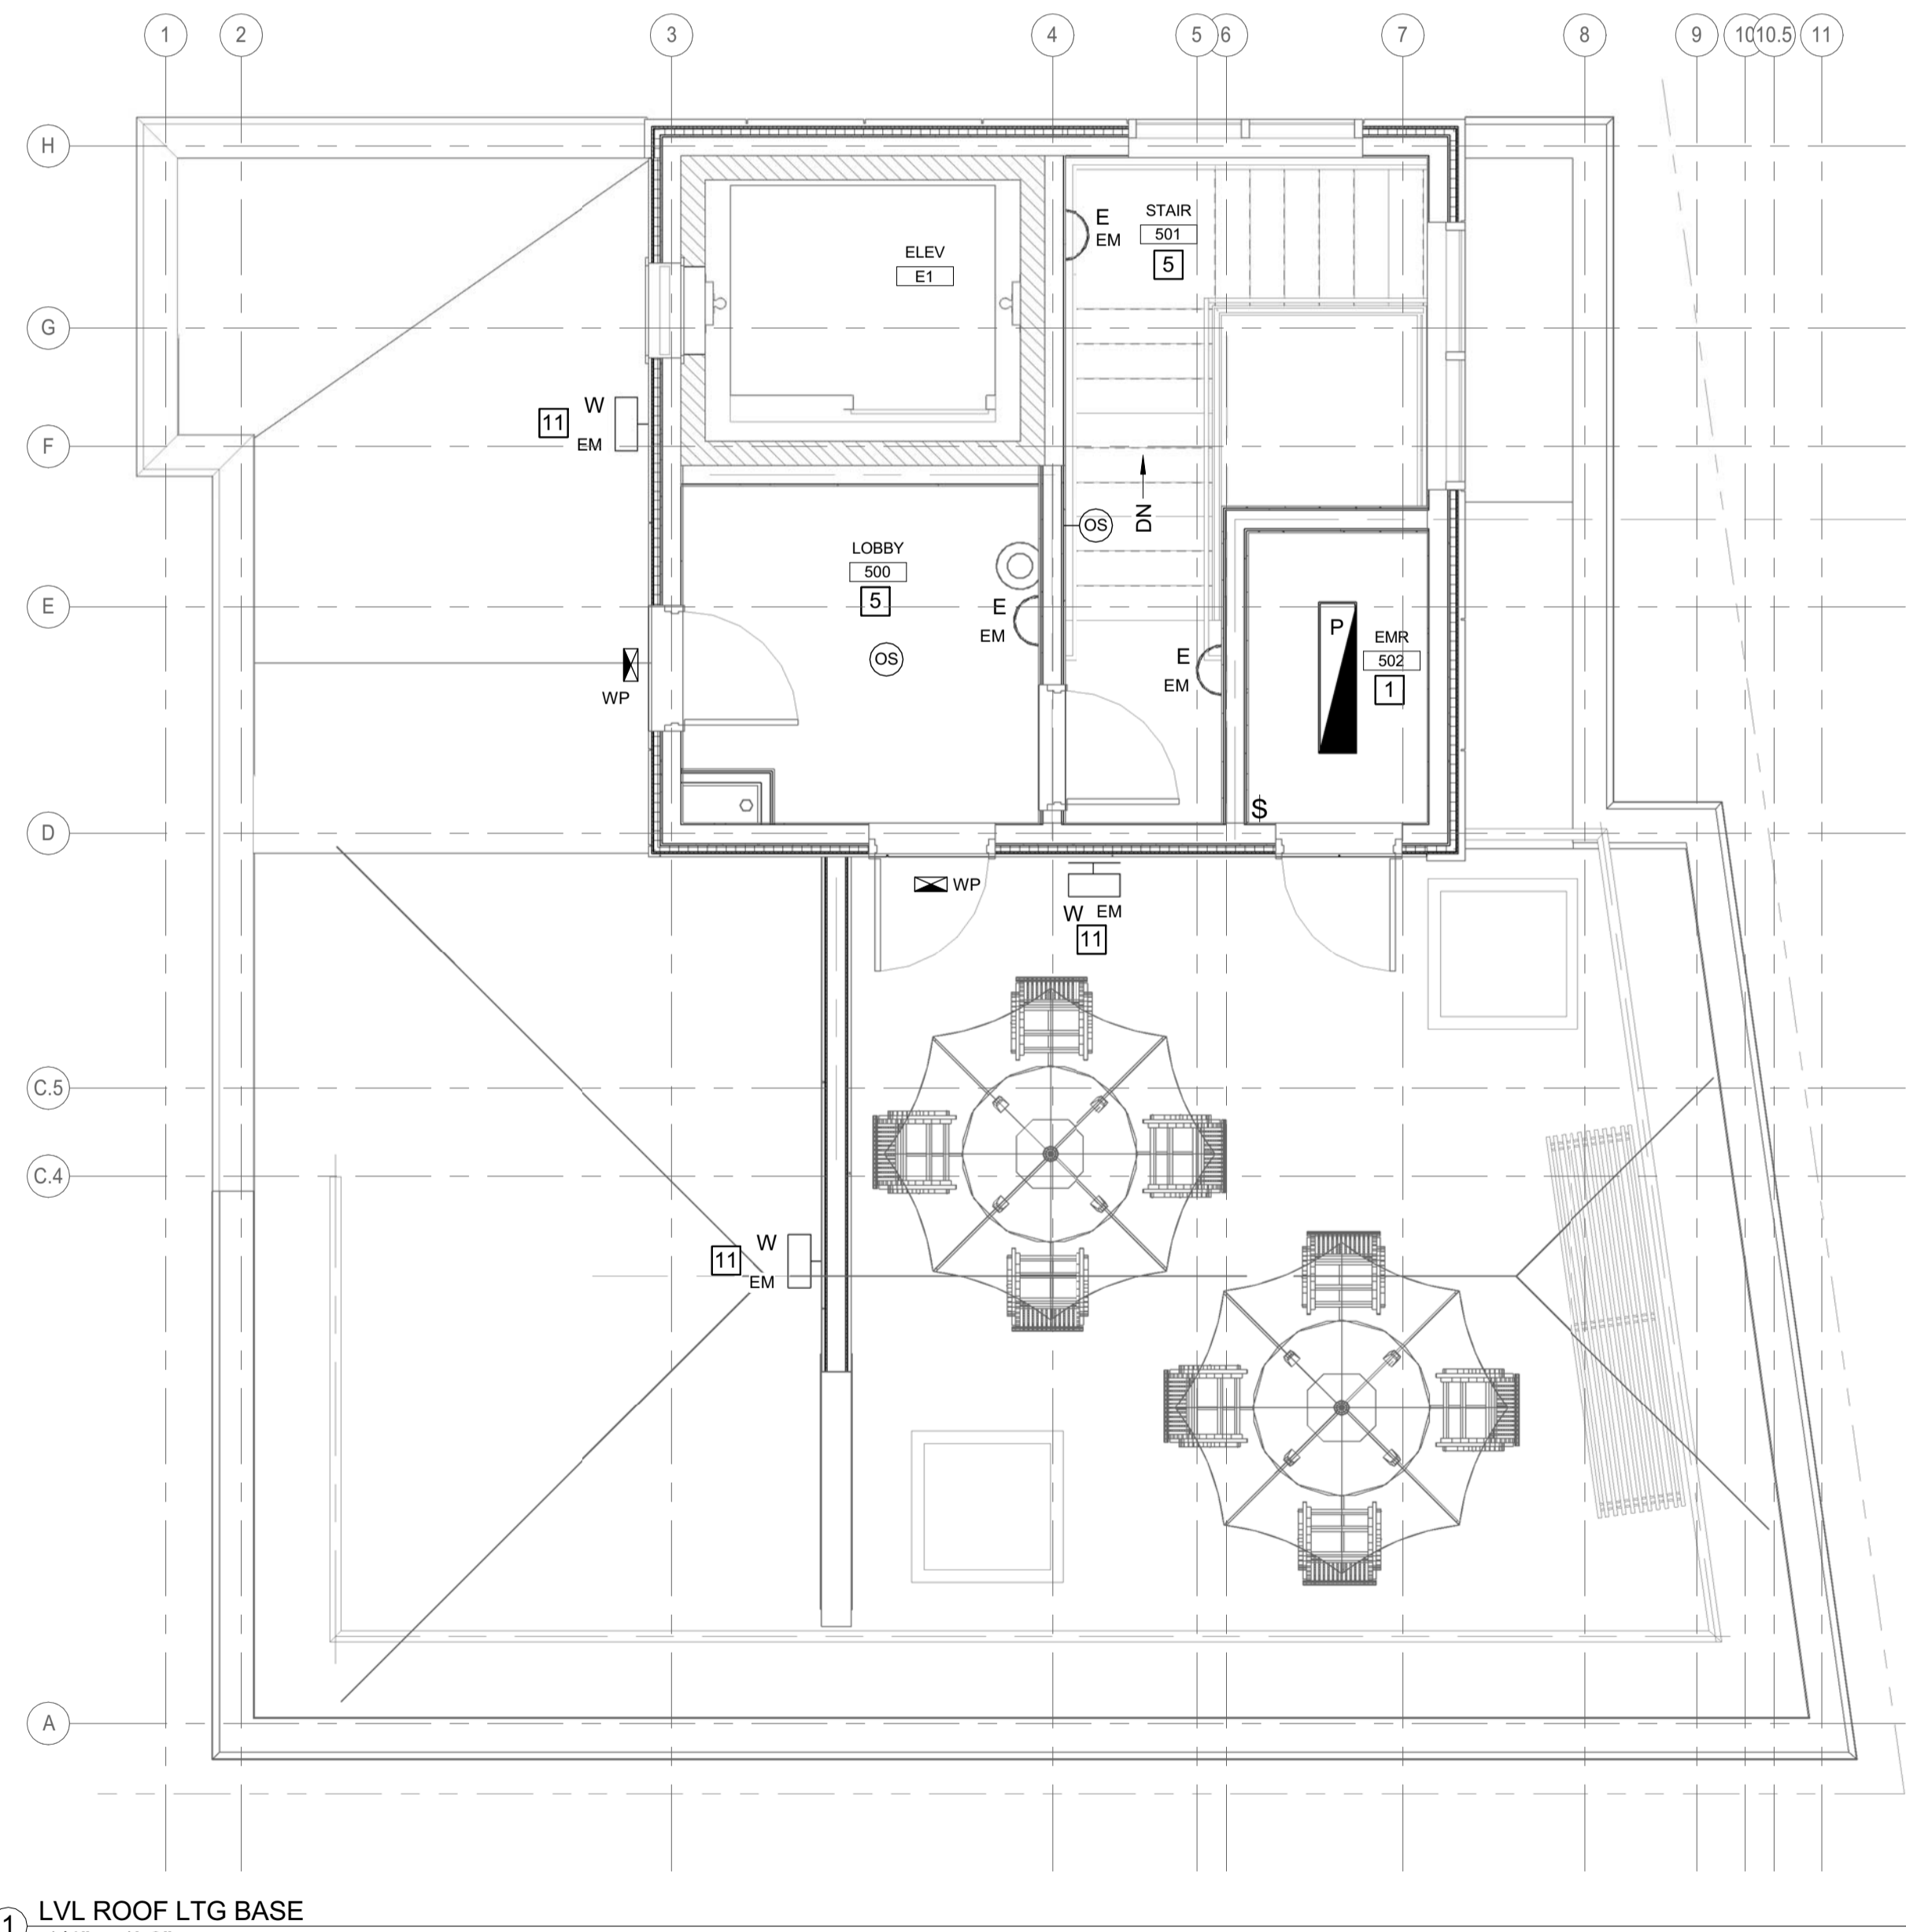 1 2 3 4 5 6 7 8 9 10 10.5 11
H
E
EM
STAIR
501
5
ELEV
E1
G
11 W
EM
F
OS
DN
LOBBY
500
5
E
E
EM
OS
P
EMR
502
1
E
EM
WP
$
D
WP
W EM
11
C.5
C.4
11 W
EM
A
1 LVL ROOF LTG BASE